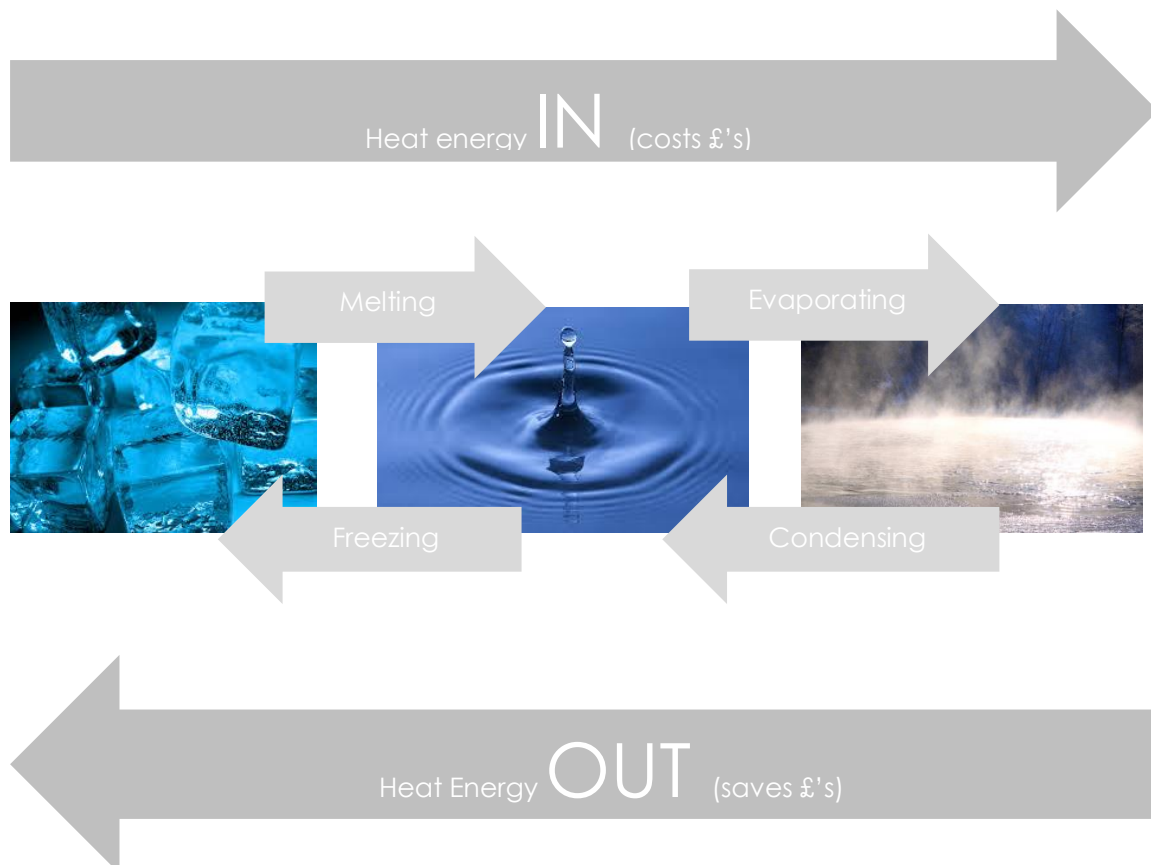 Heat energy IN (costs £'s)
Melting
Evaporating
Freezing
Condensing
Heat Energy OUT (saves £'s)